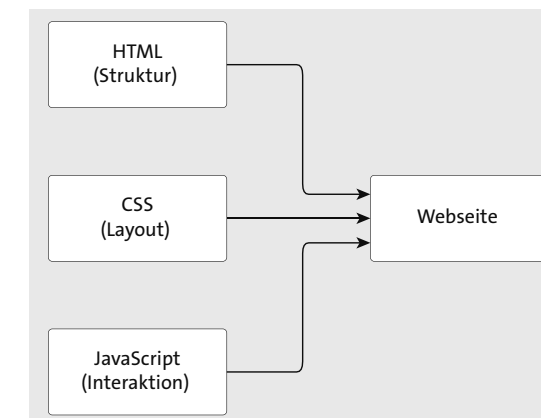 HTML
(Struktur)
CSS
(Layout)
Webseite
JavaScript
(Interaktion)